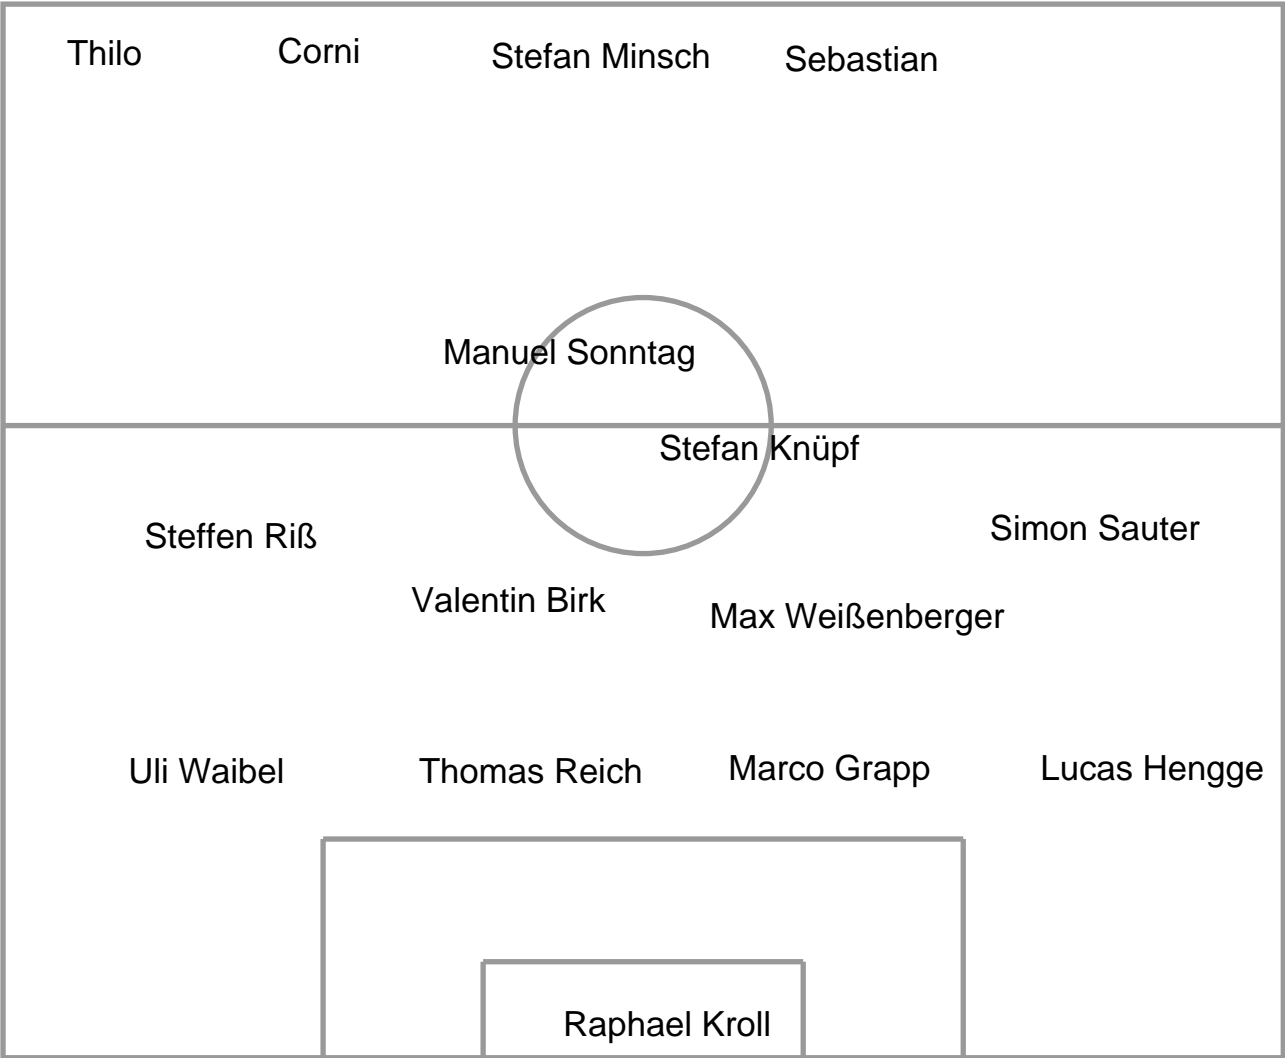 Thilo
Corni
Stefan Minsch
Sebastian
Manuel Sonntag
Stefan Knüpf
Steffen Riß
Simon Sauter
Valentin Birk
Max Weißenberger
Uli Waibel
Thomas Reich
Marco Grapp
Lucas Hengge
Raphael Kroll